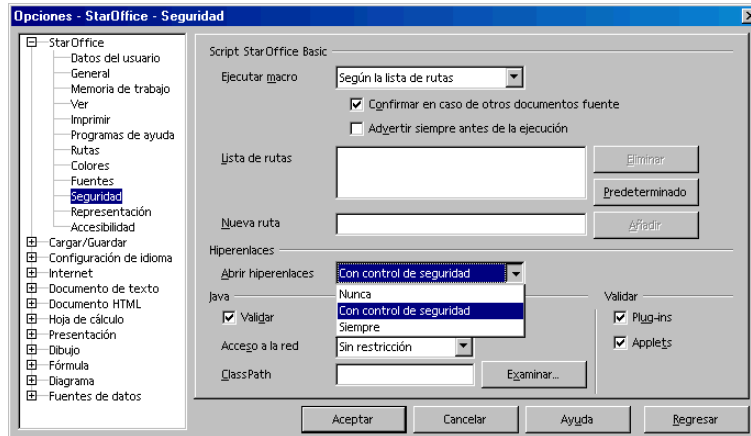 Opciones - StarOffice - Seguridad
StarOffice
Datos del usuario
General
Memoria de trabajo
Ver
Imprimir
Programas de ayuda
Rutas
Colores
Fuentes
Seguridad
Representación
Accesibilidad
Cargar/Guardar
Configuración de idioma
Internet
Documento de texto
Documento HTML
Hoja de cálculo
Presentación
Dibujo
Fórmula
Diagrama
Fuentes de datos
Script StarOffice Basic
Ejecutar macro Según la lista de rutas
Confirmar en caso de otros documentos fuente
Advertir siempre antes de la ejecución
Lista de rutas Eliminar
Predeterminado
Nueva ruta Añadir
Hiperenlaces
Abrir hiperenlaces Con control de seguridad
Nunca
Con control de seguridad
Siempre
Java Validar
Validar Plug-ins
Acceso a la red Sin restricción Applets
ClassPath Examinar...
Aceptar Cancelar Ayuda Regresar